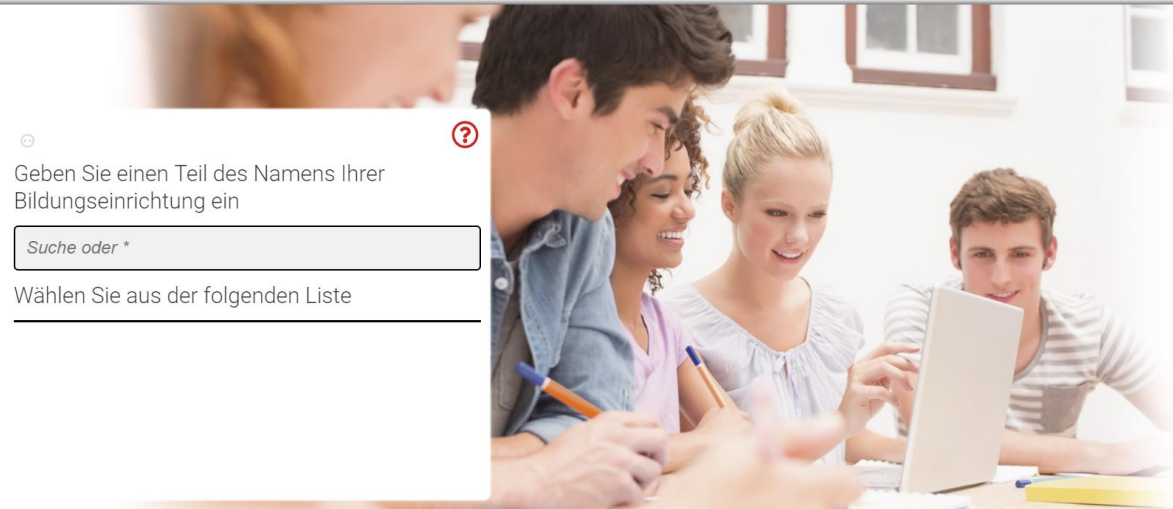 Geben Sie einen Teil des Namens Ihrer
Bildungseinrichtung ein
Suche oder *
Wählen Sie aus der folgenden Liste